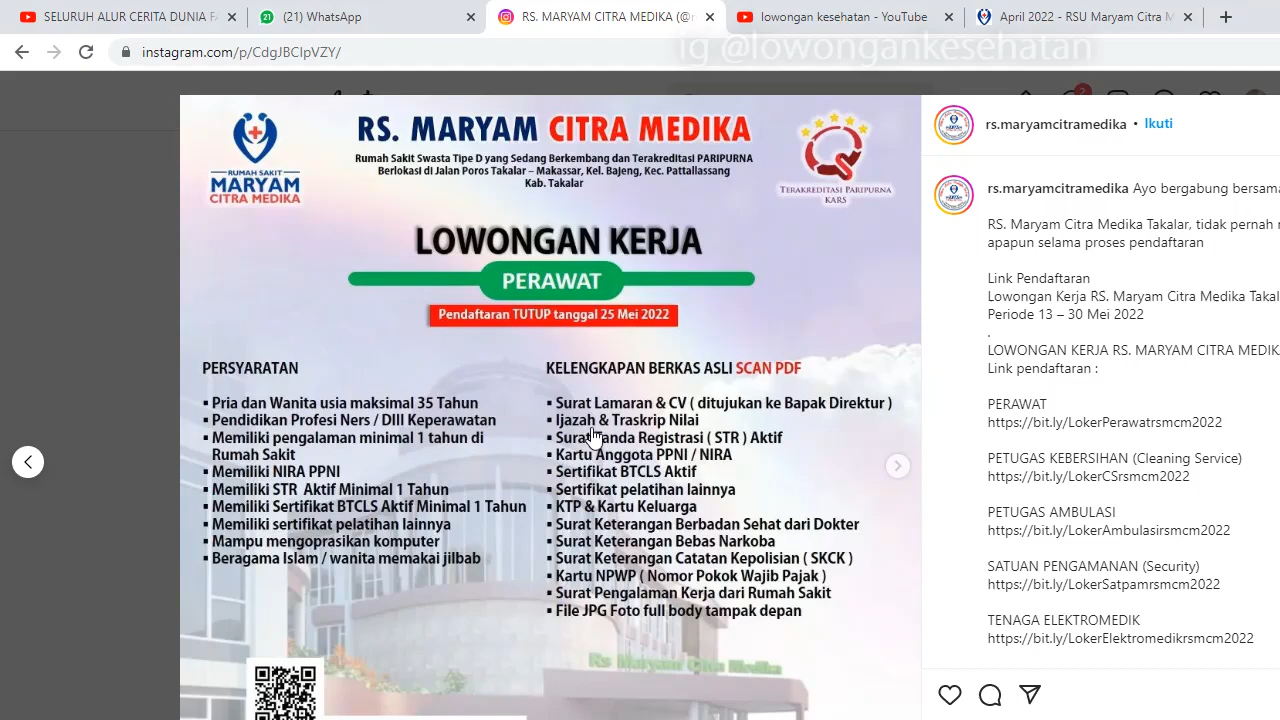 SELURUH ALUR CERITA DUNIA FA
(21) WhatsApp
RS. MARYAM CITRA MEDIKA (@r
lowongan kesehatan - YouTube
April 2022 - RSU Maryam Citra M
instagram.com/p/CdgJBCIpVZY/
ig @lowongankesehatan
2
RS. MARYAM CITRA MEDIKA
Rumah Sakit Swasta Tipe D yang Sedang Berkembang dan Terakreditasi PARIPURNA
Berlokasi di Jalan Poros Takalar – Makassar, Kel. Bajeng, Kec. Pattallassang
Kab. Takalar
RUMAH SAKIT
MARYAM
CITRA MEDIKA
TERAKREDITASI PARIPURNA
KARS
LOWONGAN KERJA
PERAWAT
Pendaftaran TUTUP tanggal 25 Mei 2022
PERSYARATAN
▪ Pria dan Wanita usia maksimal 35 Tahun
▪ Pendidikan Profesi Ners / DIII Keperawatan
▪ Memiliki pengalaman minimal 1 tahun di
Rumah Sakit
▪ Memiliki NIRA PPNI
▪ Memiliki STR Aktif Minimal 1 Tahun
▪ Memiliki Sertifikat BTCLS Aktif Minimal 1 Tahun
▪ Memiliki sertifikat pelatihan lainnya
▪ Mampu mengoprasikan komputer
▪ Beragama Islam / wanita memakai jilbab
KELENGKAPAN BERKAS ASLI SCAN PDF
▪ Surat Lamaran & CV ( ditujukan ke Bapak Direktur )
▪ Ijazah & Traskrip Nilai
▪ Surat Tanda Registrasi ( STR ) Aktif
▪ Kartu Anggota PPNI / NIRA
▪ Sertifikat BTCLS Aktif
▪ Sertifikat pelatihan lainnya
▪ KTP & Kartu Keluarga
▪ Surat Keterangan Berbadan Sehat dari Dokter
▪ Surat Keterangan Bebas Narkoba
▪ Surat Keterangan Catatan Kepolisian ( SKCK )
▪ Kartu NPWP ( Nomor Pokok Wajib Pajak )
▪ Surat Pengalaman Kerja dari Rumah Sakit
▪ File JPG Foto full body tampak depan
Rs Maryam Citra Medika
rs.maryamcitramedika • Ikuti
rs.maryamcitramedika Ayo bergabung bersama
RS. Maryam Citra Medika Takalar, tidak pernah
apapun selama proses pendaftaran
Link Pendaftaran
Lowongan Kerja RS. Maryam Citra Medika Takal
Periode 13 – 30 Mei 2022
.
LOWONGAN KERJA RS. MARYAM CITRA MEDIK
Link pendaftaran :
PERAWAT
https://bit.ly/LokerPerawatrsmcm2022
PETUGAS KEBERSIHAN (Cleaning Service)
https://bit.ly/LokerCSrsmcm2022
PETUGAS AMBULASI
https://bit.ly/LokerAmbulasirsmcm2022
SATUAN PENGAMANAN (Security)
https://bit.ly/LokerSatpamrsmcm2022
TENAGA ELEKTROMEDIK
https://bit.ly/LokerElektromedikrsmcm2022